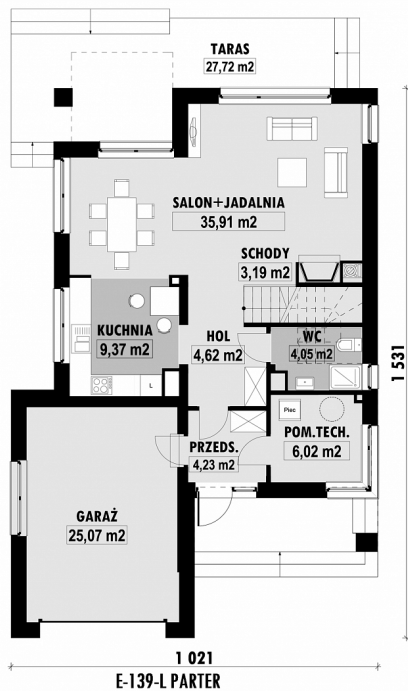 TARAS
27,72 m2
SALON+JADALNIA
35,91 m2
SCHODY
3,19 m2
KUCHNIA
9,37 m2
HOL
4,62 m2
WC
4,05 m2
L
Piec
POM.TECH.
6,02 m2
PRZEDS.
4,23 m2
GARAŻ
25,07 m2
1 531
1 021
E-139-L PARTER